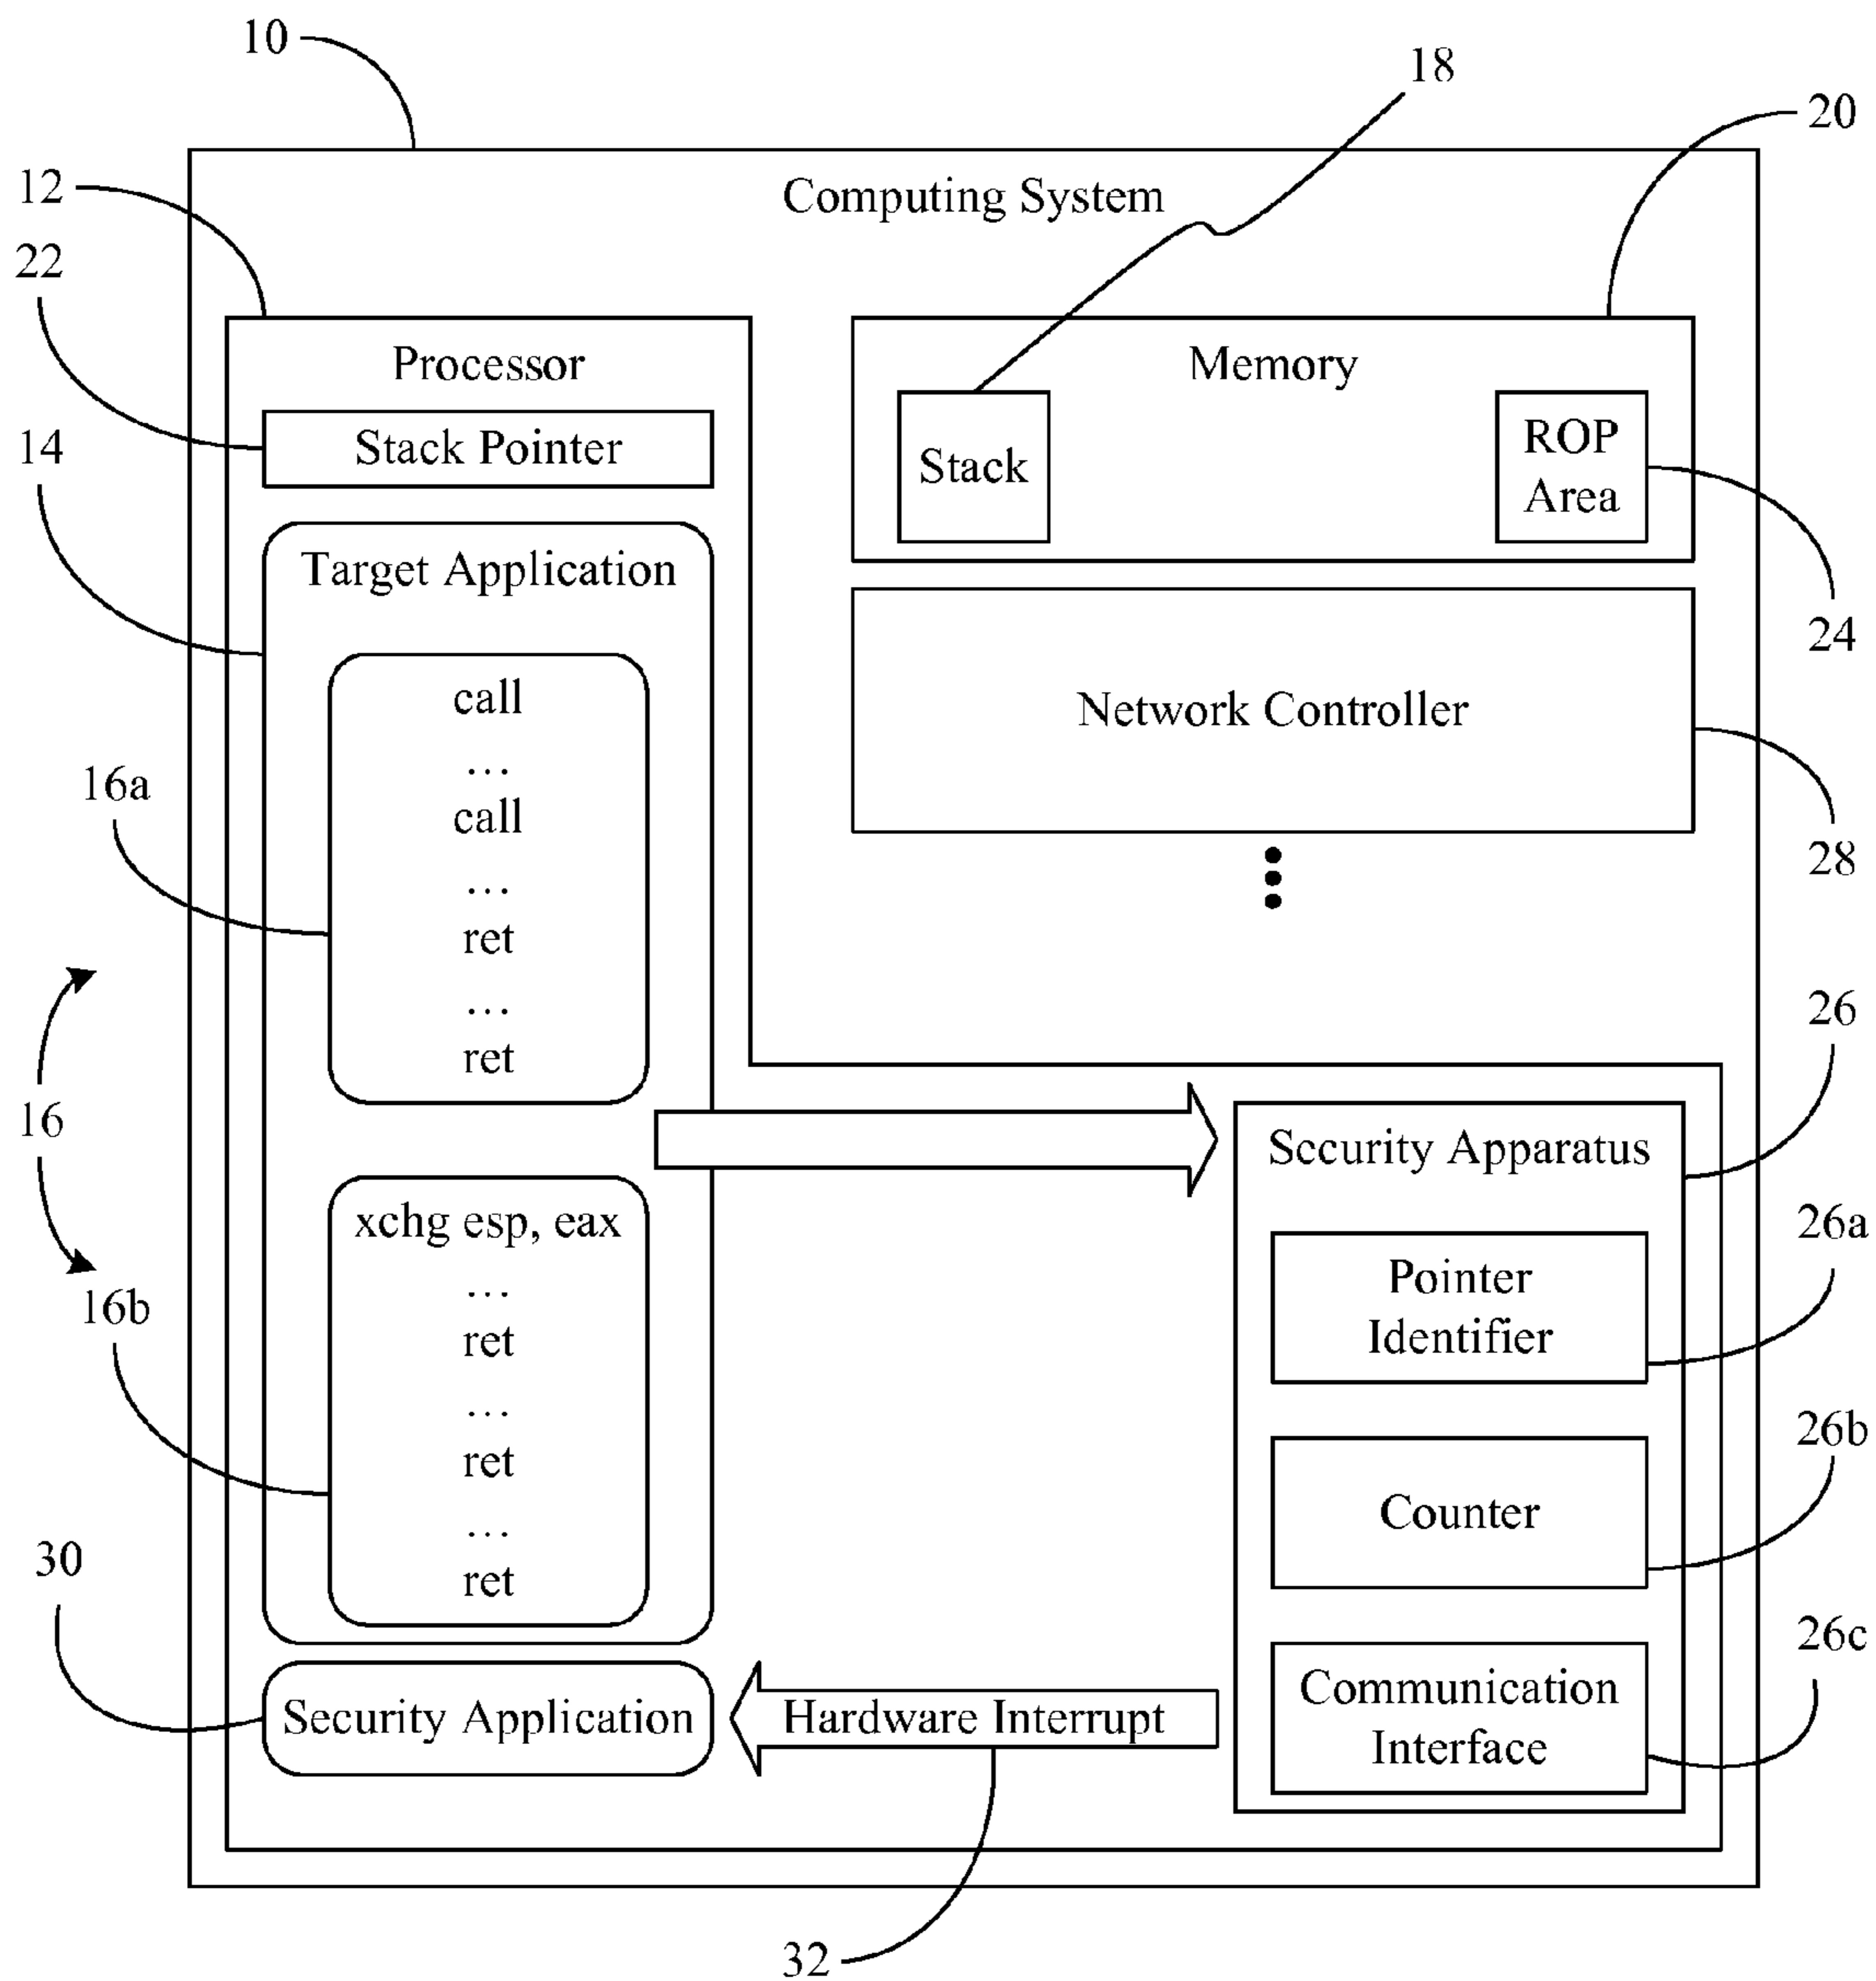 10
18
20
12
Computing System
22
Processor
Memory
Stack Pointer
Stack
ROP
Area
14
Target Application
24
call
...
call
...
ret
...
ret
Network Controller
16a
28
16
26
Sccurity Apparatus
xchg esp, eax
...
ret
...
ret
...
ret
26a
Pointer
Identifier
16b
26b
Counter
30
26c
Communication
Interface
Security Application
Hardware Interrupt
32